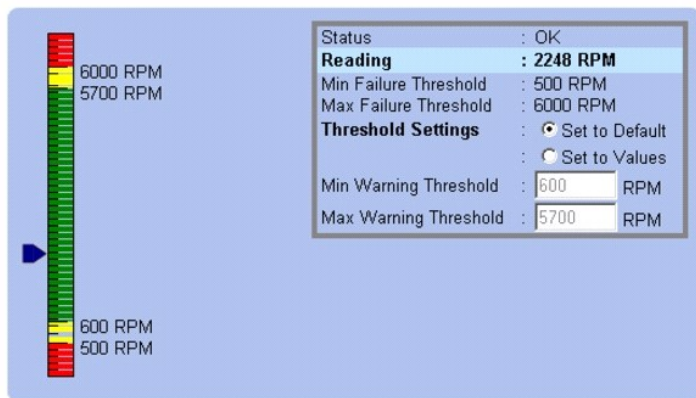 6000 RPM
5700 RPM
600 RPM
500 RPM
Status : OK
Reading : 2248 RPM
Min Failure Threshold : 500 RPM
Max Failure Threshold : 6000 RPM
Threshold Settings : Set to Default
: Set to Values
Min Warning Threshold : 600 RPM
Max Warning Threshold : 5700 RPM